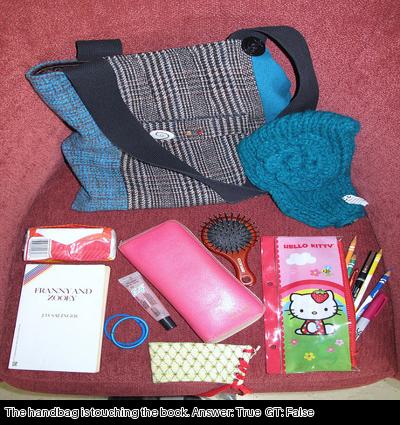 HELLO KITTY
FRANNY AND
ZOOEY
J.D. SALINGER
The handbag is touching the book. Answer: True GT: False